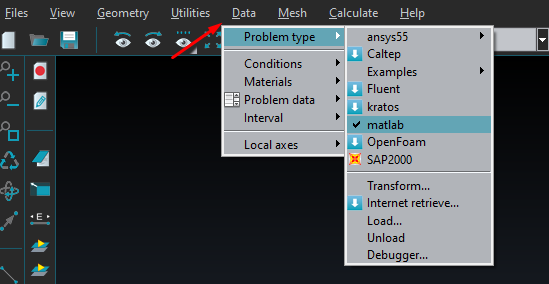 Files View Geometry Utilities Data Mesh Calculate Help
Problem type
Conditions
Materials
Problem data
Interval
Local axes
ansys55
Caltep
Examples
Fluent
kratos
matlab
OpenFoam
SAP2000
Transform...
Internet retrieve...
Load...
Unload
Debugger...
E